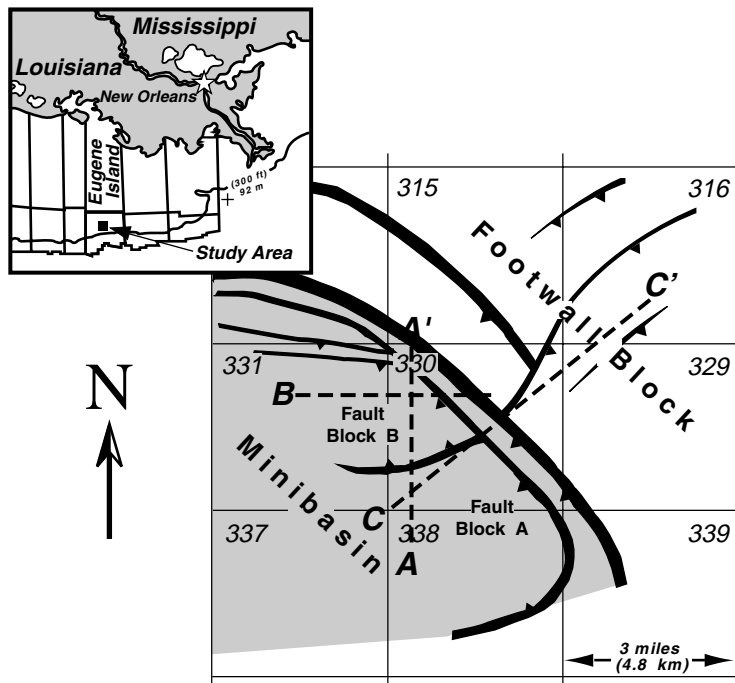 Mississippi
Louisiana
New Orleans
Eugene
Island
(300 ft)
92 m
Study Area
315
316
Footwall Block
C'
A'
331
330
329
N
B
Fault
Block B
Minibasin
C
Fault
Block A
337
338
339
A
3 miles
(4.8 km)